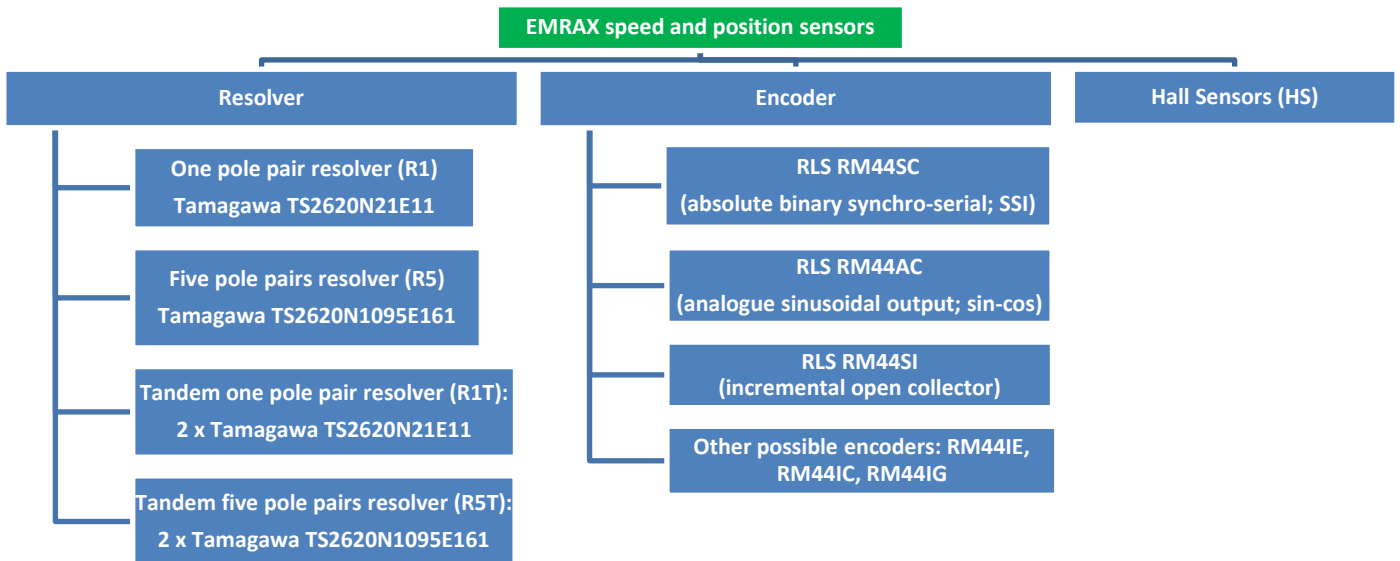 EMRAX speed and position sensors
Resolver
One pole pair resolver (R1)
Tamagawa TS2620N21E11
Five pole pairs resolver (R5)
Tamagawa TS2620N1095E161
Tandem one pole pair resolver (R1T):
2 x Tamagawa TS2620N21E11
Tandem five pole pairs resolver (R5T):
2 x Tamagawa TS2620N1095E161
Encoder
RLS RM44SC
(absolute binary synchro-serial; SSI)
RLS RM44AC
(analogue sinusoidal output; sin-cos)
RLS RM44SI
(incremental open collector)
Other possible encoders: RM44IE,
RM44IC, RM44IG
Hall Sensors (HS)